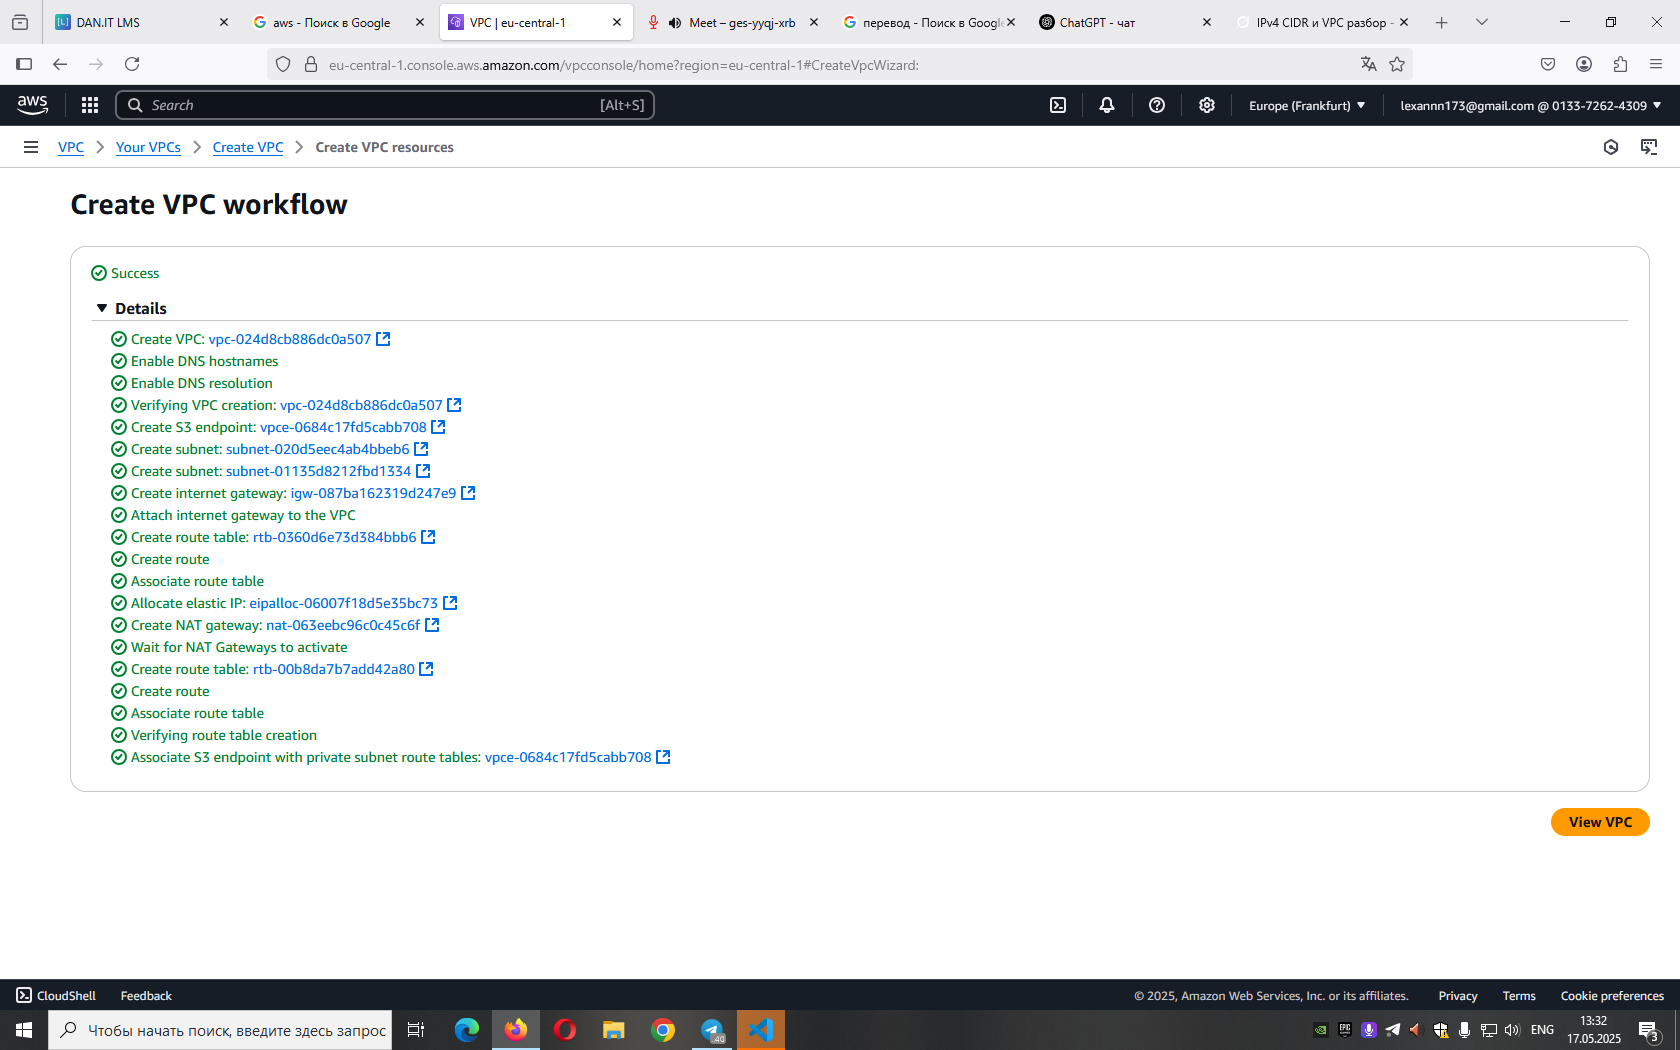 DAN.IT LMS
aws - Поиск в Google
VPC | eu-central-1
Meet – ges-yyqj-xrb
перевод - Поиск в Google
ChatGPT - чат
IPv4 CIDR и VPC разбор -
eu-central-1.console.aws.amazon.com/vpcconsole/home?region=eu-central-1#CreateVpcWizard:
aws
Search
[Alt+S]
Europe (Frankfurt)
lexannn173@gmail.com @ 0133-7262-4309
VPC
Your VPCs
Create VPC
Create VPC resources
Create VPC workflow
Success
Details
Create VPC: vpc-024d8cb886dc0a507
Enable DNS hostnames
Enable DNS resolution
Verifying VPC creation: vpc-024d8cb886dc0a507
Create S3 endpoint: vpce-0684c17fd5cabb708
Create subnet: subnet-020d5eec4ab4bbeb6
Create subnet: subnet-01135d8212fbd1334
Create internet gateway: igw-087ba162319d247e9
Attach internet gateway to the VPC
Create route table: rtb-0360d6e73d384bbb6
Create route
Associate route table
Allocate elastic IP: eipalloc-06007f18d5e35bc73
Create NAT gateway: nat-063eebc96c0c45c6f
Wait for NAT Gateways to activate
Create route table: rtb-00b8da7b7add42a80
Create route
Associate route table
Verifying route table creation
Associate S3 endpoint with private subnet route tables: vpce-0684c17fd5cabb708
View VPC
CloudShell
Feedback
© 2025, Amazon Web Services, Inc. or its affiliates.
Privacy
Terms
Cookie preferences
Чтобы начать поиск, введите здесь запрос
40
EPIC
ENG
13:32
17.05.2025
3